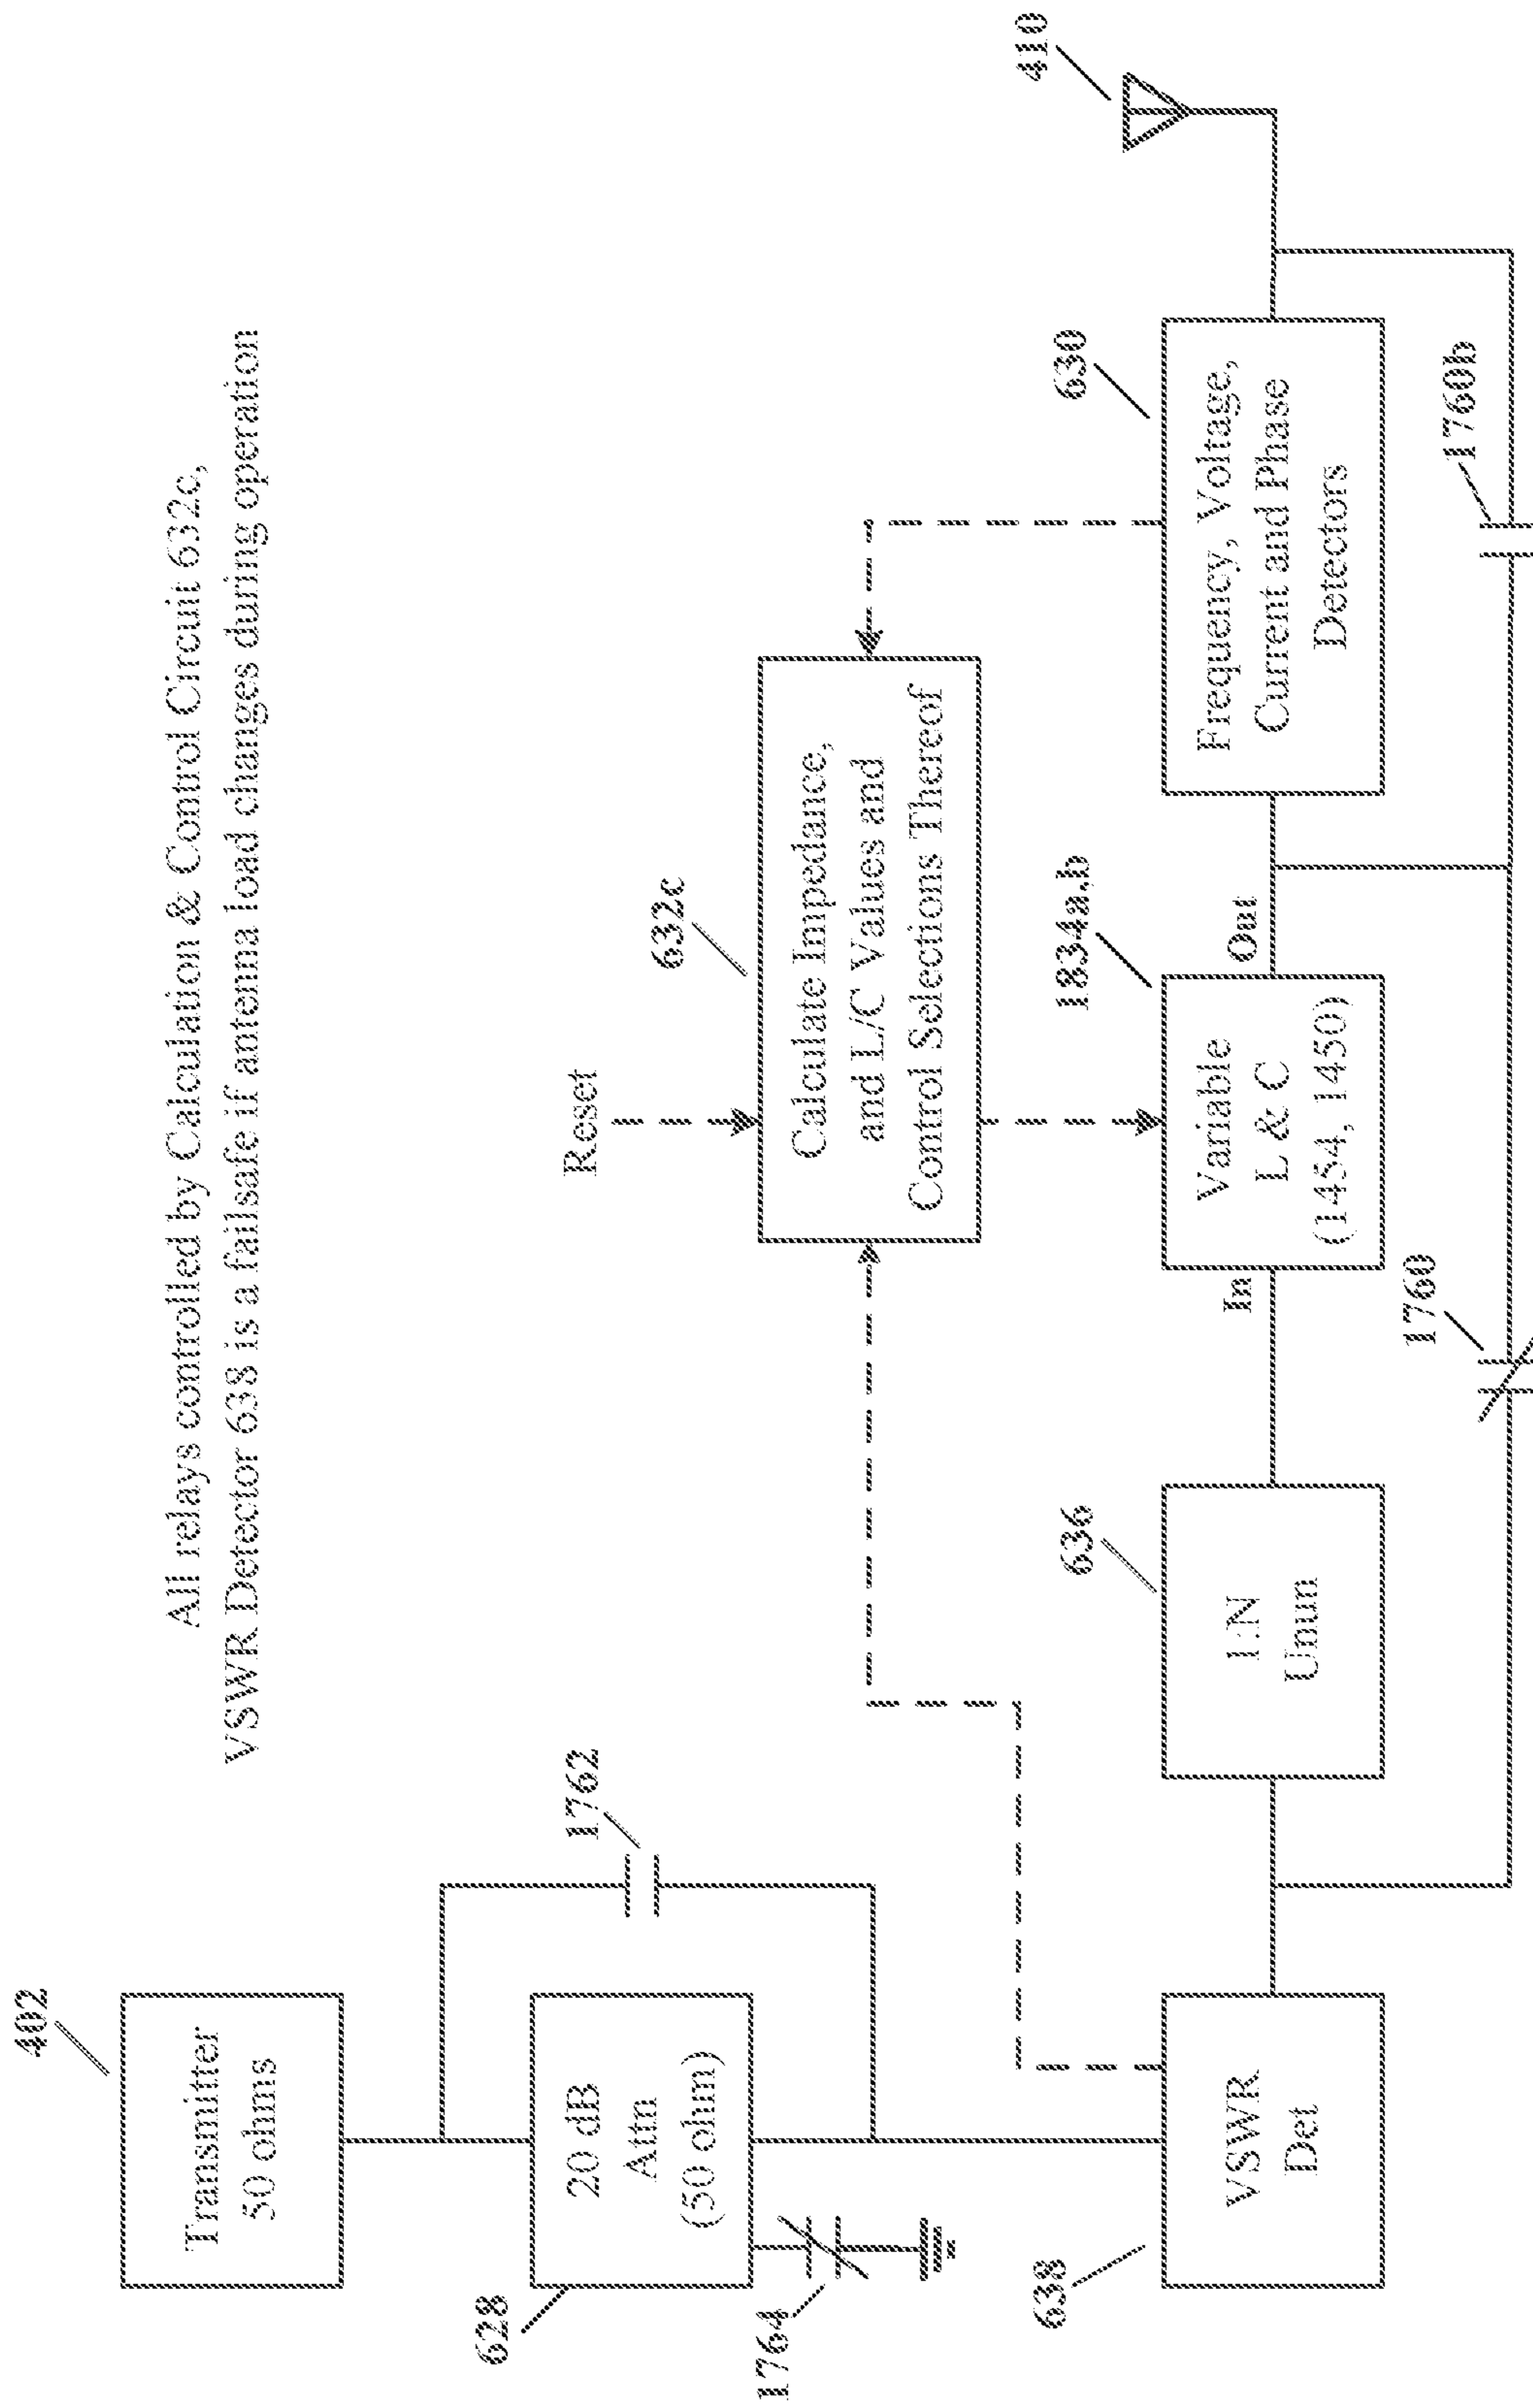 All relays controlled by Calculation & Control Circuit 632c,
VSWR Detector 638 is a failsafe if antenna load changes during operation
402
Transmitter
50 ohms
1762
628
20 dB
Attn
(50 ohm)
1764
Reset
632c
Calculate Impedance,
and L/C Values and
Control Selections Thereof
638
VSWR
Det
636
1:N
Unun
In
1834a,b
Variable
L & C
(1454, 1450)
Out
630
Frequency, Voltage,
Current and Phase
Detectors
410
1760
1760b